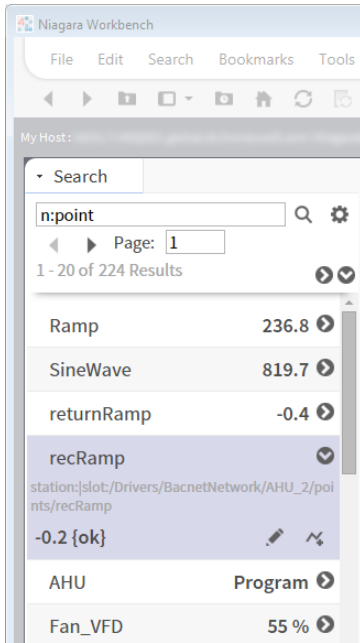 Niagara Workbench
File Edit Search Bookmarks Tools
My Host:
Search
n:point
Page: 1
1 - 20 of 224 Results
Ramp 236.8
SineWave 819.7
returnRamp -0.4
recRamp
station:|slot:/Drivers/BacnetNetwork/AHU_2/poi
nts/recRamp
-0.2 {ok}
AHU Program
Fan_VFD 55 %